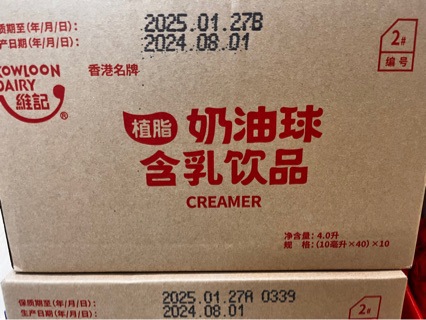 质期至(年/月/日): 2025.01.27B
产日期(年/月/日): 2024.08.01
2#
编号
KOWLOON
DAIRY
維記
®
香港名牌
植脂 奶油球
含乳饮品
CREAMER
净含量: 4.0升
规 格: (10毫升×40)×10
保质期至(年/月/日): 2025.01.27A 0339
生产日期(年/月/日): 2024.08.01
2#